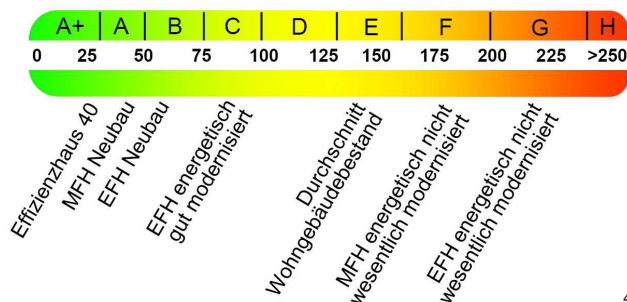 A+ A B C D E F G H
0 25 50 75 100 125 150 175 200 225 >250
Effizienzhaus 40
MFH Neubau
EFH Neubau
EFH energetisch
gut modernisiert
Durchschnitt
Wohngebäudebestand
MFH energetisch nicht
wesentlich modernisiert
EFH energetisch nicht
wesentlich modernisiert